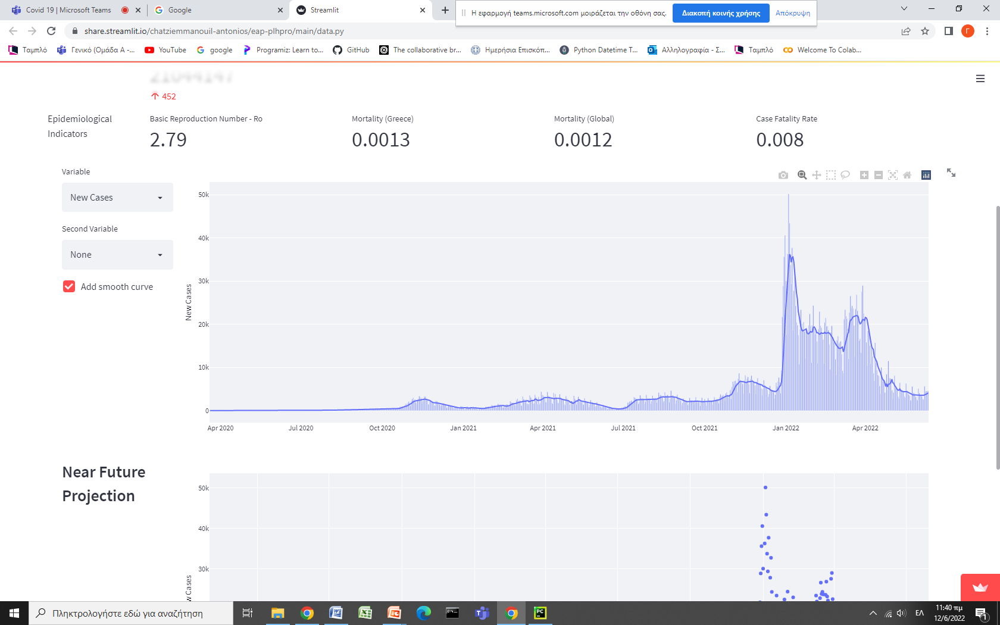 Covid 19 | Microsoft Teams
Google
Streamlit
Η εφαρμογή teams.microsoft.com μοιράζεται την οθόνη σας.
Διακοπή κοινής χρήσης
Απόκρυψη
share.streamlit.io/chatziemmanouil-antonios/eap-plhpro/main/data.py
Γ
Ταμπλό
Γενικό (Ομάδα Α -...
YouTube
google
Programiz: Learn to...
GitHub
The collaborative br...
Ημερήσια Επισκόπ...
Python Datetime T...
Αλληλογραφία - Σ...
Ταμπλό
Welcome To Colab...
↑ 452
Epidemiological
Indicators
Basic Reproduction Number - Ro
2.79
Mortality (Greece)
0.0013
Mortality (Global)
0.0012
Case Fatality Rate
0.008
Variable
New Cases
Second Variable
None
Add smooth curve
New Cases
50k
40k
30k
20k
10k
0
Apr 2020
Jul 2020
Oct 2020
Jan 2021
Apr 2021
Jul 2021
Oct 2021
Jan 2022
Apr 2022
Near Future
Projection
50k
40k
30k
Cases
Πληκτρολογήστε εδώ για αναζήτηση
ΕΛ
11:40 πμ
12/6/2022
1